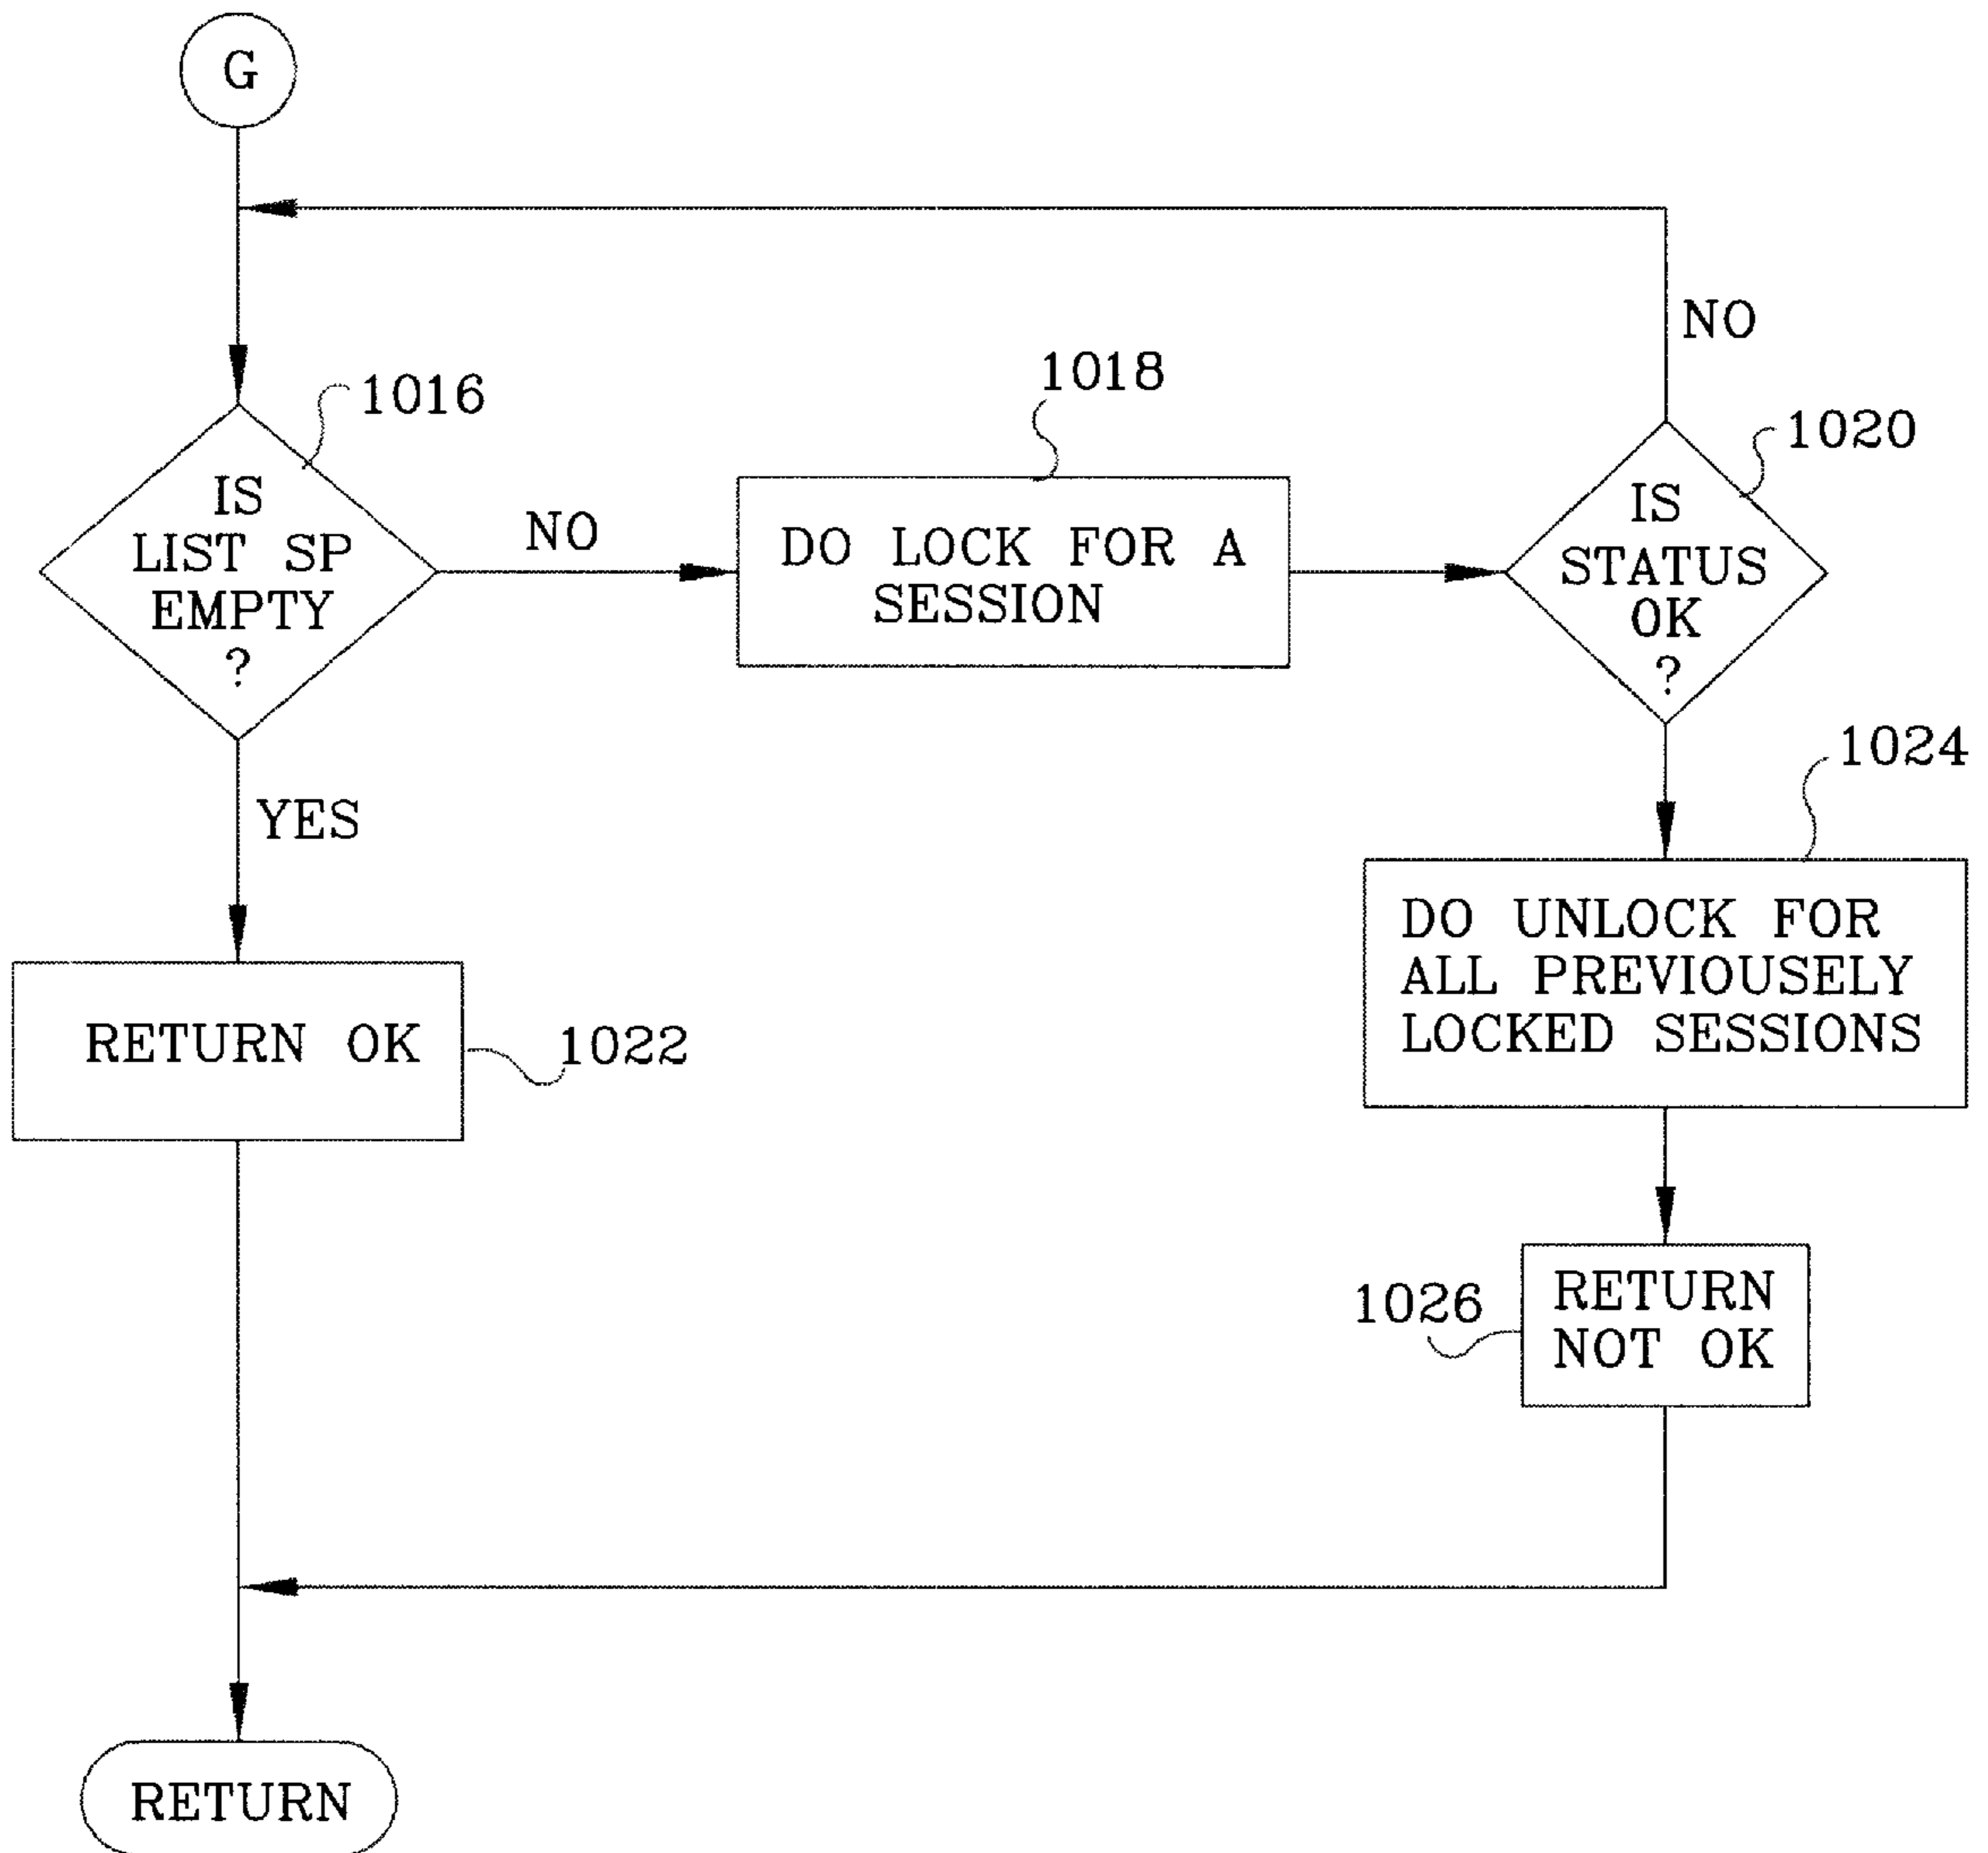 G
NO
1016
1018
1020
IS
LIST SP
EMPTY
?
NO
DO LOCK FOR A
SESSION
IS
STATUS
OK
?
YES
1024
DO UNLOCK FOR
ALL PREVIOUSELY
LOCKED SESSIONS
RETURN OK
1022
1026
RETURN
NOT OK
RETURN